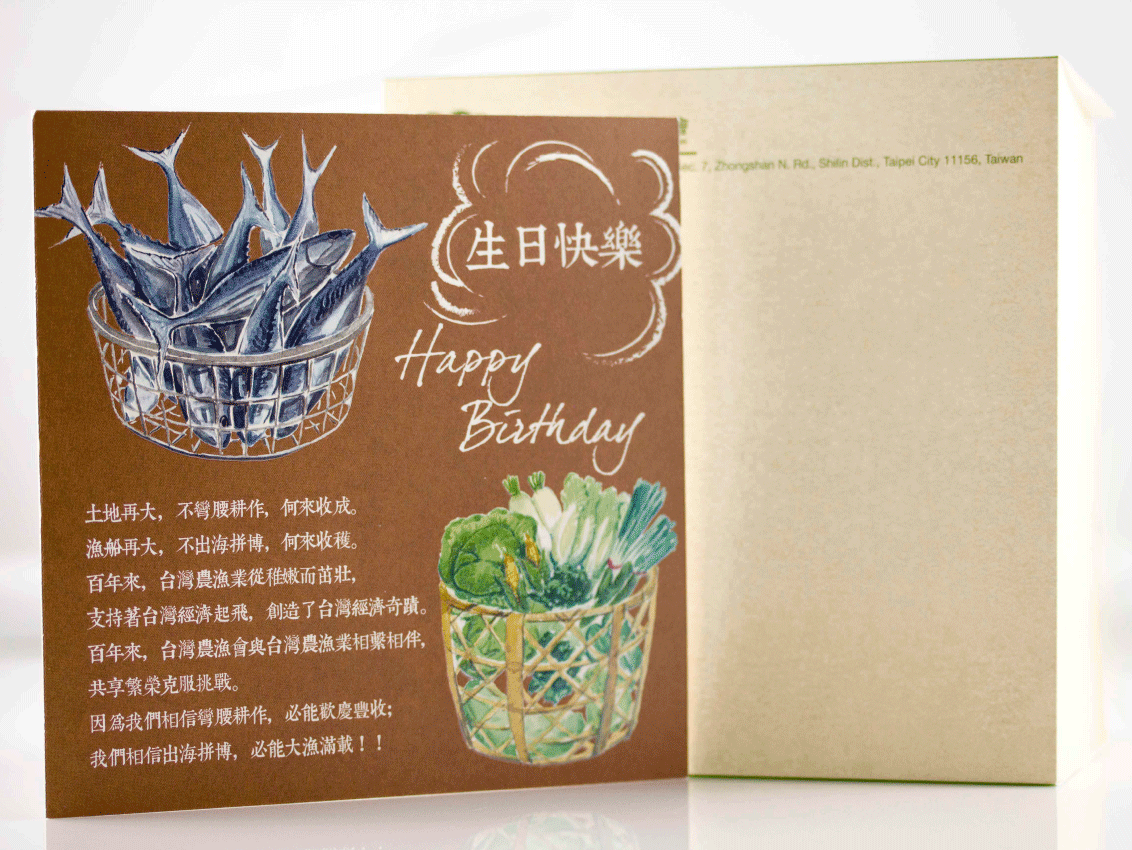 生日快樂
Happy
Birthday
土地再大，不彎腰耕作，何來收成。
漁船再大，不出海拼博，何來收穫。
百年來，台灣農漁業從稚嫩而茁壯，
支持著台灣經濟起飛，創造了台灣經濟奇蹟。
百年來，台灣農漁會與台灣農漁業相繫相伴，
共享繁榮克服挑戰。
因為我們相信彎腰耕作，必能歡慶豐收；
我們相信出海拼博，必能大漁滿載！！
7, Zhongshan N. Rd., Shilin Dist., Taipei City 11156, Taiwan